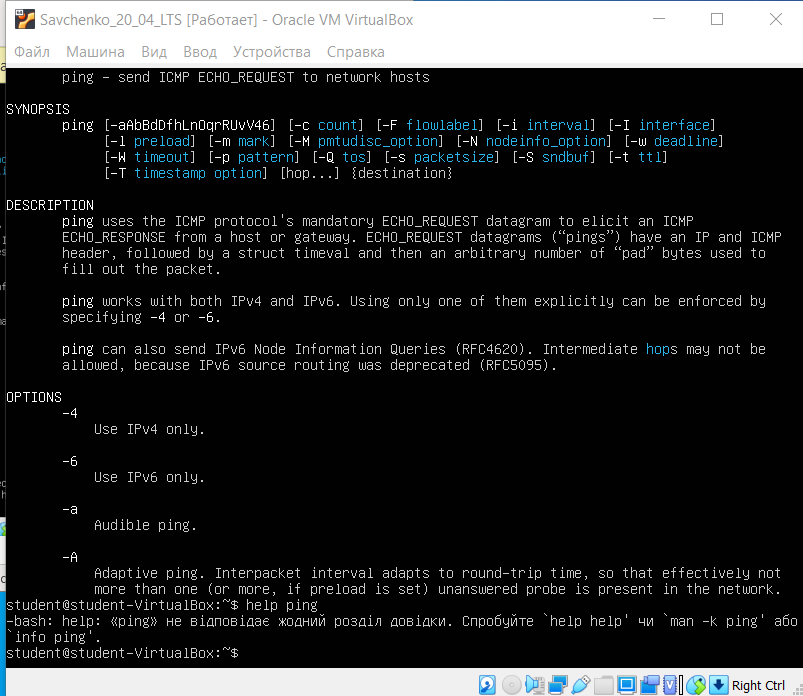 Savchenko_20_04_LTS [Работает] - Oracle VM VirtualBox
Файл Машина Вид Ввод Устройства Справка
ping - send ICMP ECHO_REQUEST to network hosts
SYNOPSIS
ping [-aAbBdDfhLnOqrRUvV46] [-c count] [-F flowlabel] [-i interval] [-I interface]
[-l preload] [-m mark] [-M pmtudisc_option] [-N nodeinfo_option] [-w deadline]
[-W timeout] [-p pattern] [-Q tos] [-s packetsize] [-S sndbuf] [-t ttl]
[-T timestamp option] [hop...] {destination}
DESCRIPTION
ping uses the ICMP protocol's mandatory ECHO_REQUEST datagram to elicit an ICMP
ECHO_RESPONSE from a host or gateway. ECHO_REQUEST datagrams (“pings”) have an IP and ICMP
header, followed by a struct timeval and then an arbitrary number of “pad” bytes used to
fill out the packet.
ping works with both IPv4 and IPv6. Using only one of them explicitly can be enforced by
specifying -4 or -6.
ping can also send IPv6 Node Information Queries (RFC4620). Intermediate hops may not be
allowed, because IPv6 source routing was deprecated (RFC5095).
OPTIONS
-4
Use IPv4 only.
-6
Use IPv6 only.
-a
Audible ping.
-A
Adaptive ping. Interpacket interval adapts to round-trip time, so that effectively not
more than one (or more, if preload is set) unanswered probe is present in the network.
student@student-VirtualBox:~$ help ping
-bash: help: «ping» не відповідає жодний розділ довідки. Спробуйте `help help' чи `man -k ping' або
`info ping'.
student@student-VirtualBox:~$
Right Ctrl